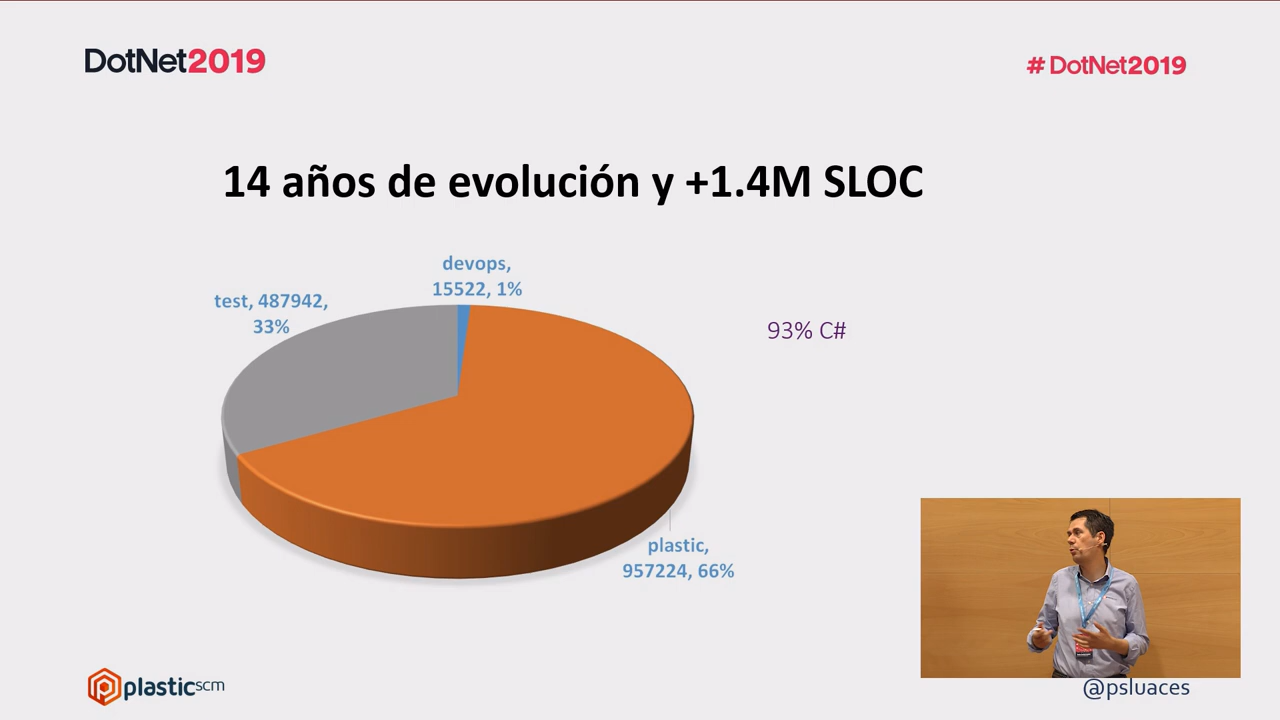 DotNet2019
# DotNet2019
14 años de evolución y +1.4M SLOC
devops,
15522, 1%
test, 487942,
33%
93% C#
plastic,
957224, 66%
plasticscm
@psluaces